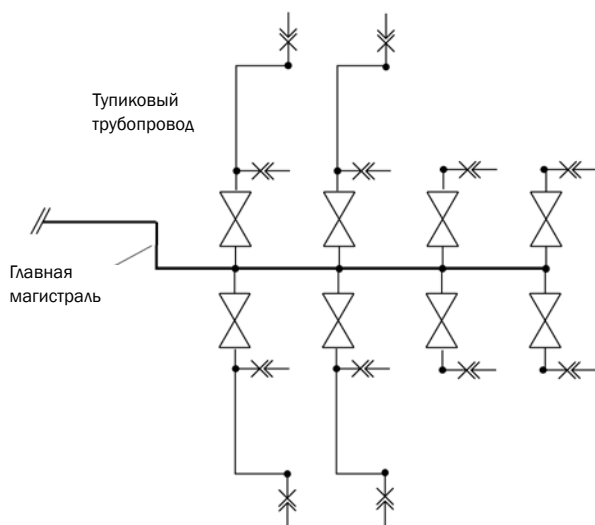 Тупиковый
трубопровод
Главная
магистраль